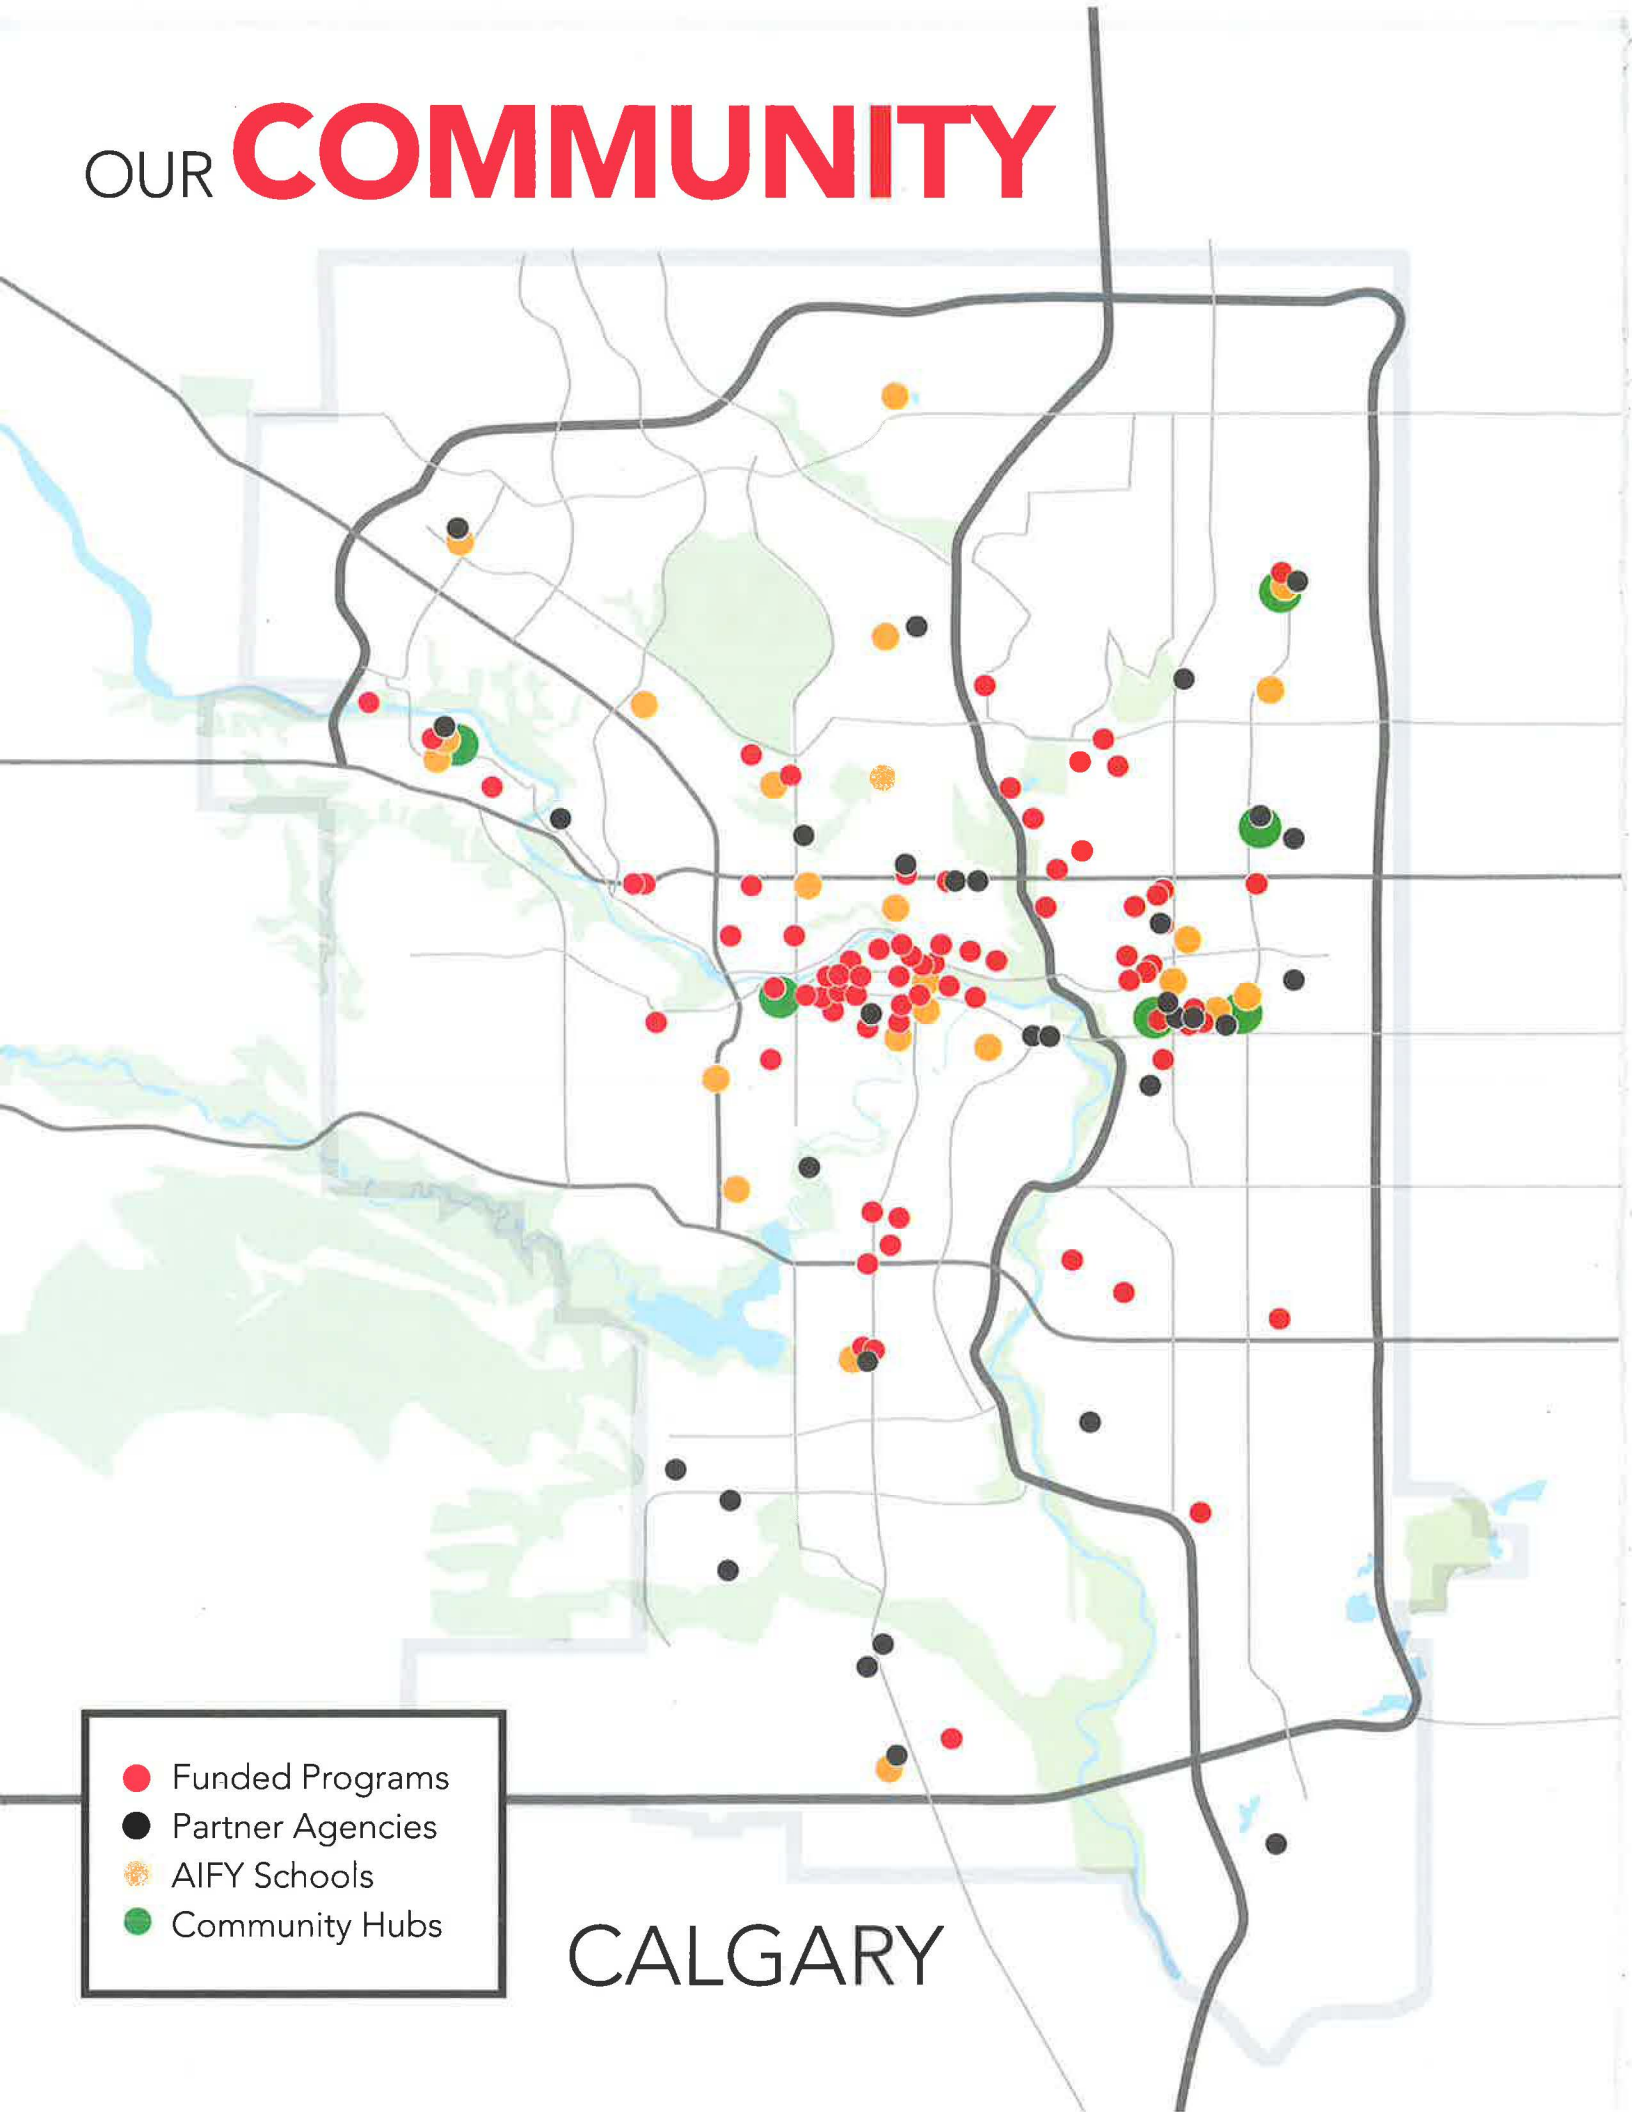 OUR COMMUNITY
Funded Programs
Partner Agencies
AIFY Schools
Community Hubs
CALGARY